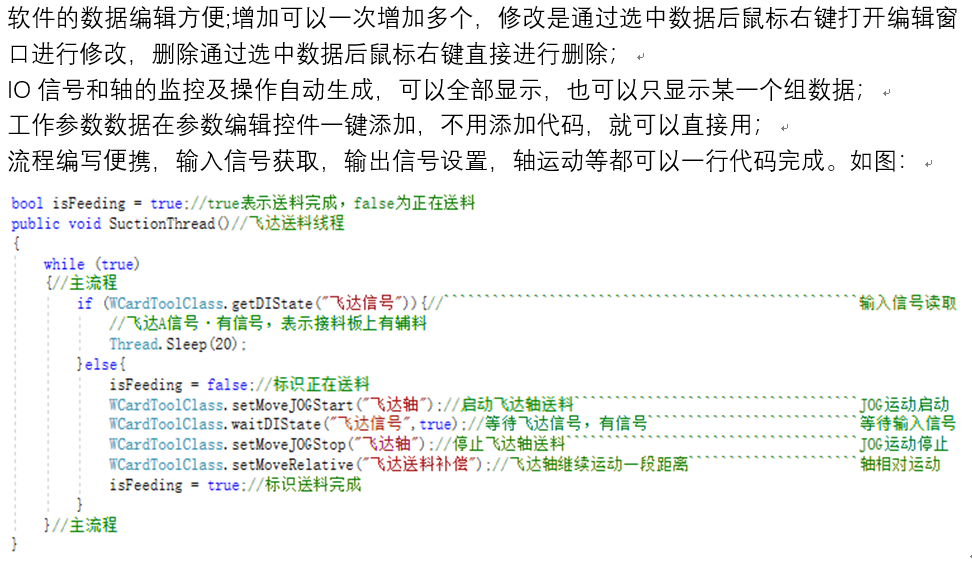 软件的数据编辑方便;增加可以一次增加多个，修改是通过选中数据后鼠标右键打开编辑窗
口进行修改，删除通过选中数据后鼠标右键直接进行删除；
IO 信号和轴的监控及操作自动生成，可以全部显示，也可以只显示某一个组数据；
工作参数数据在参数编辑控件一键添加，不用添加代码，就可以直接用；
流程编写便携，输入信号获取，输出信号设置，轴运动等都可以一行代码完成。如图：
bool isFeeding = true;//true表示送料完成，false为正在送料
public void SuctionThread()//飞达送料线程
{
while (true)
{//主流程
if (WCardToolClass.getDIState("飞达信号")){//`````````````````````````````````````````````````````输入信号读取
//飞达A信号·有信号，表示接料板上有辅料
Thread.Sleep(20);
}else{
isFeeding = false;//标识正在送料
WCardToolClass.setMoveJOGStart("飞达轴");//启动飞达轴送料````````````````````````````````````JOG运动启动
WCardToolClass.waitDIState("飞达信号",true);//等待飞达信号，有信号```````````````````````````等待输入信号
WCardToolClass.setMoveJOGStop("飞达轴");//停止飞达轴送料`````````````````````````````````````JOG运动停止
WCardToolClass.setMoveRelative("飞达送料补偿");//飞达轴继续运动一段距离``````````````````````轴相对运动
isFeeding = true;//标识送料完成
}
}//主流程
}